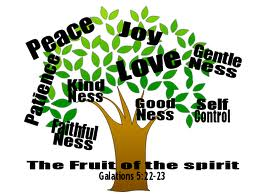 Peace
Joy
Gentle
Ness
Love
Patience
Kind
Ness
Good
Ness
Self
Control
Faithful
Ness
The Fruit of the spirit
Galations 5:22-23